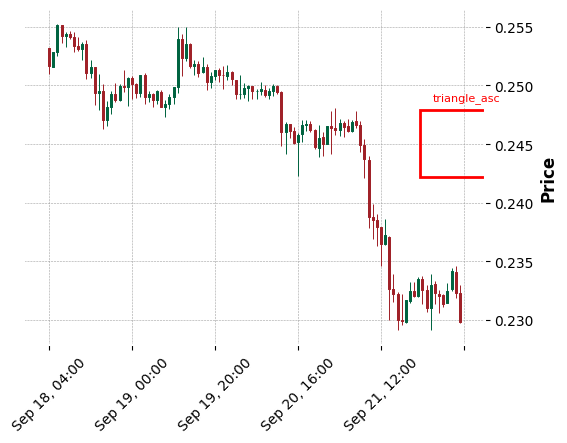 0.255
triangle_asc
0.250
0.245
0.240
0.235
0.230
Price
Sep 18, 04:00
Sep 19, 00:00
Sep 19, 20:00
Sep 20, 16:00
Sep 21, 12:00